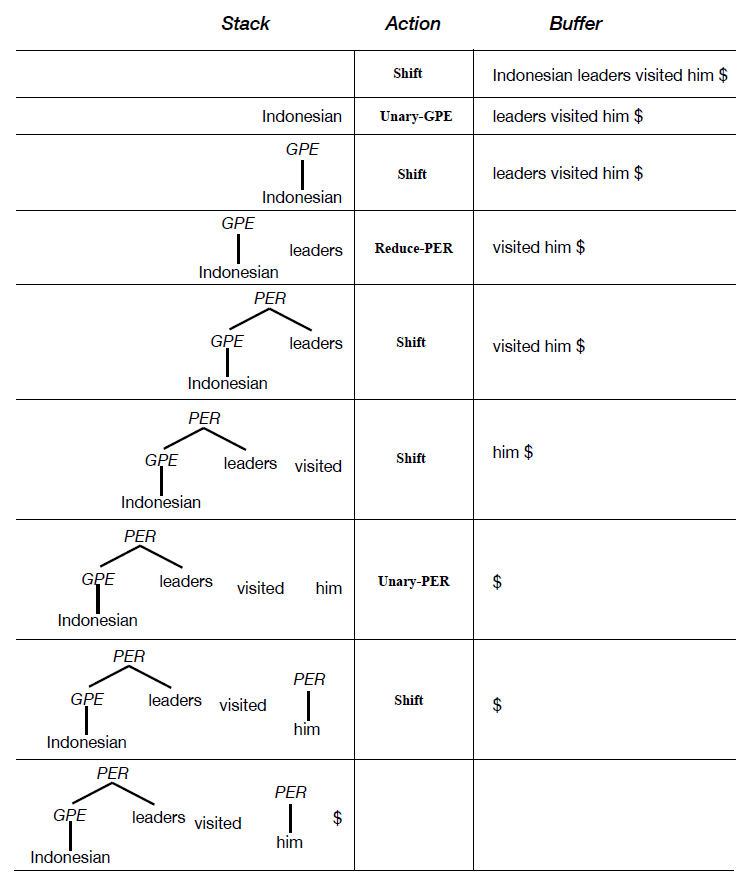 Stack Action Buffer
Shift Indonesian leaders visited him $
Indonesian Unary-GPE leaders visited him $
GPE
Shift leaders visited him $
Indonesian
GPE
leaders Reduce-PER visited him $
Indonesian
PER
GPE leaders Shift visited him $
Indonesian
PER
GPE leaders visited Shift him $
Indonesian
PER
GPE leaders visited him Unary-PER $
Indonesian
PER
PER
GPE leaders visited Shift $
him
Indonesian
PER
PER
GPE leaders visited $
him
Indonesian